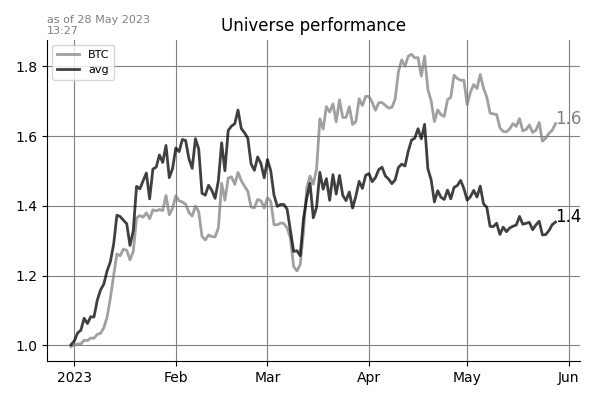 as of 28 May 2023
13:27
Universe performance
BTC
avg
1.8
1.6
1.4
1.2
1.0
1.6
1.4
2023
Feb
Mar
Apr
May
Jun